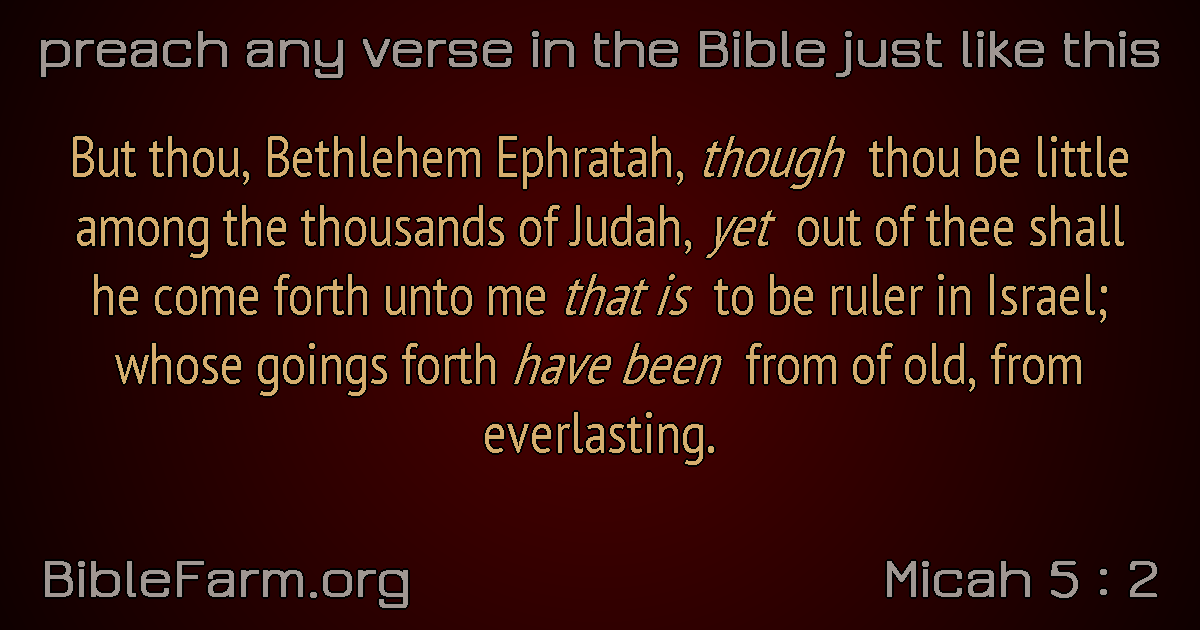 preach any verse in the Bible just like this
But thou, Bethlehem Ephratah, though thou be little
among the thousands of Judah, yet out of thee shall
he come forth unto me that is to be ruler in Israel;
whose goings forth have been from of old, from
everlasting.
BibleFarm.org
Micah 5 : 2